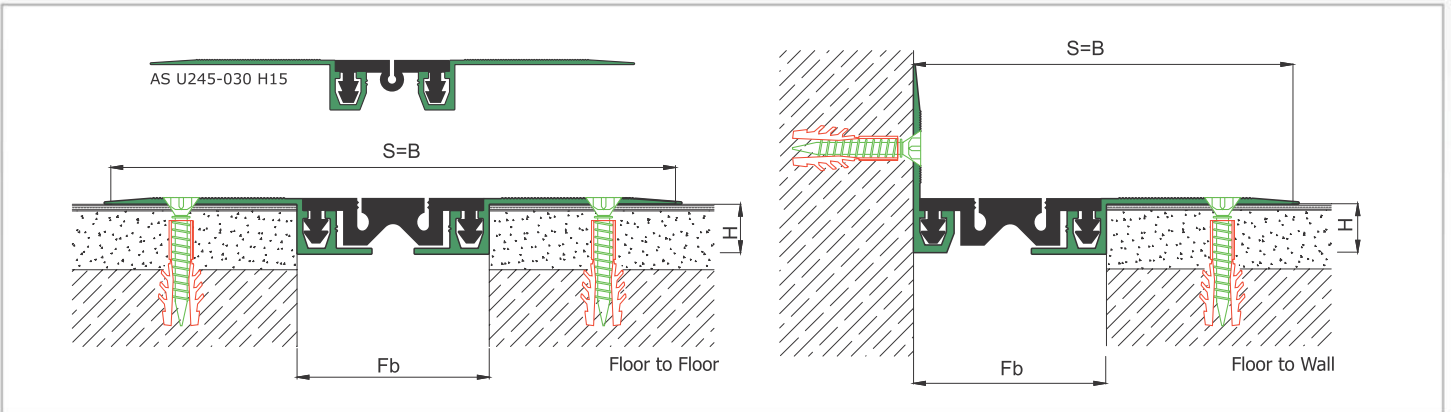 AS U245-030 H15
S=B
H
Fb
Floor to Floor
S=B
H
Fb
Floor to Wall